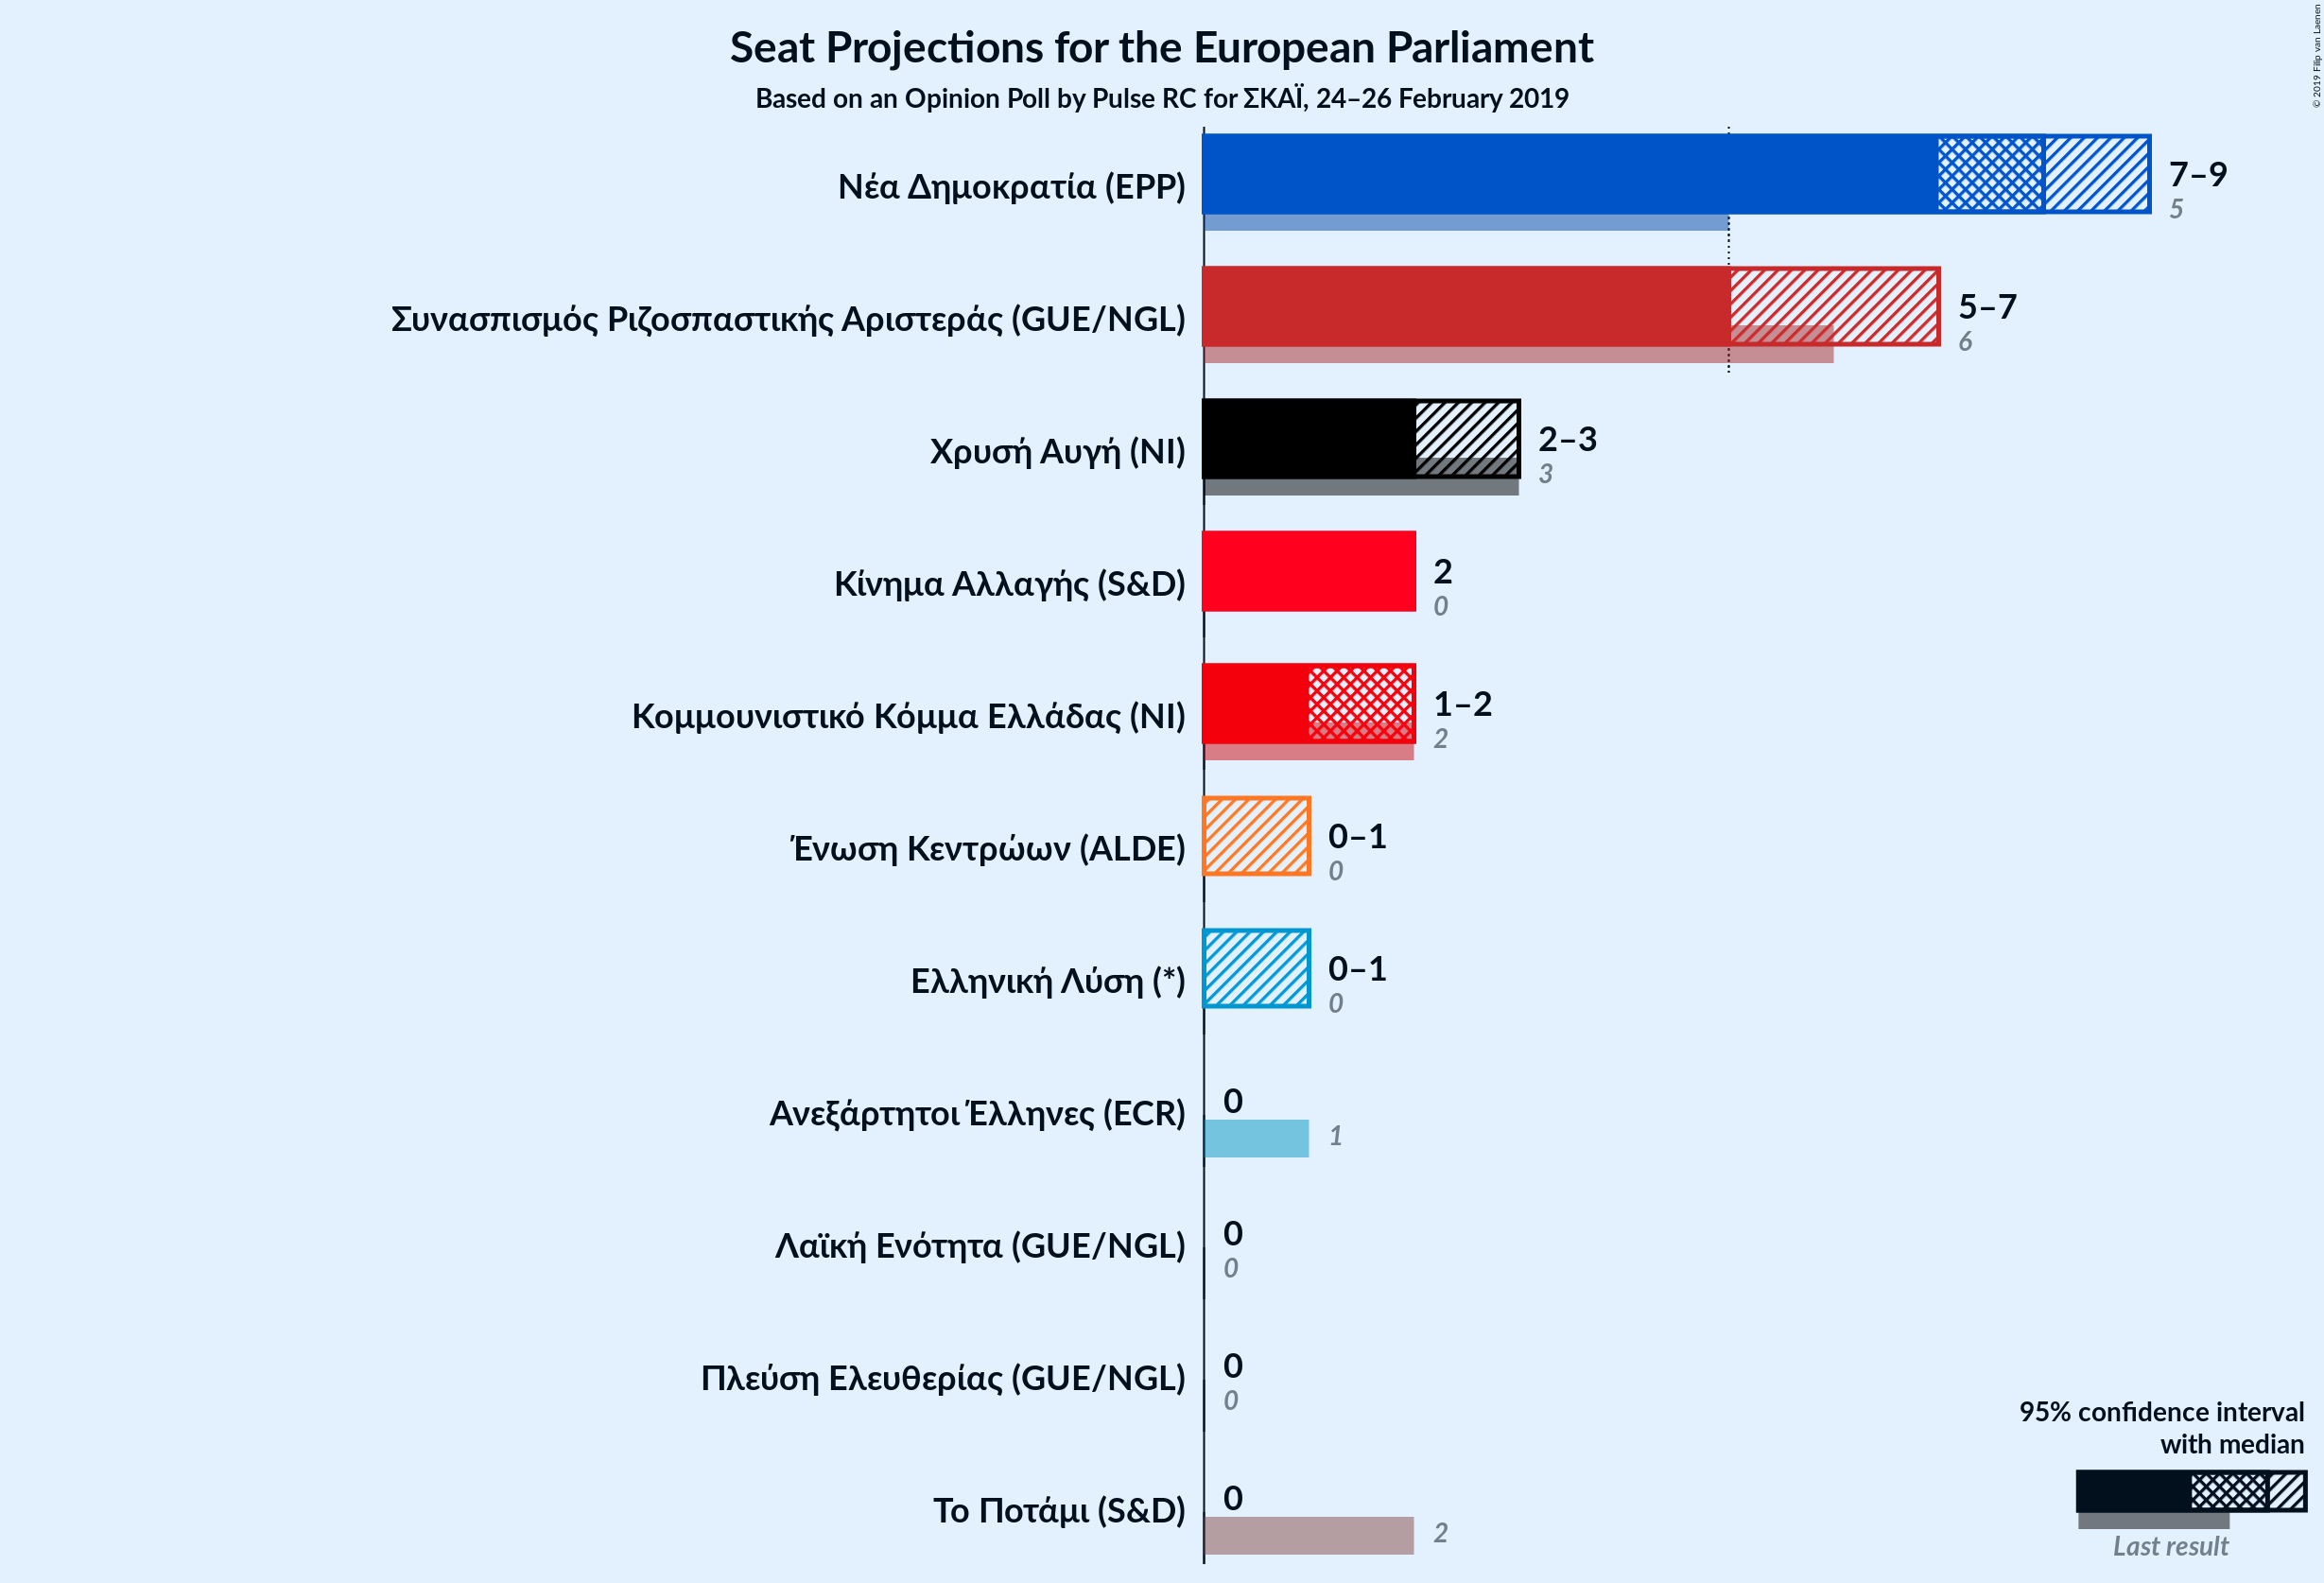 Seat Projections for the European Parliament
Based on an Opinion Poll by Pulse RC for ΣΚΑΪ, 24–26 February 2019
© 2019 Filip van Laenen
Νέα Δημοκρατία (EPP)
7–9
5
Συνασπισμός Ριζοσπαστικής Αριστεράς (GUE/NGL)
5–7
6
Χρυσή Αυγή (NI)
2–3
3
Κίνημα Αλλαγής (S&D)
2
0
Κομμουνιστικό Κόμμα Ελλάδας (NI)
1–2
2
Ένωση Κεντρώων (ALDE)
0–1
0
Ελληνική Λύση (*)
0–1
0
Ανεξάρτητοι Έλληνες (ECR)
0
1
Λαϊκή Ενότητα (GUE/NGL)
0
0
Πλεύση Ελευθερίας (GUE/NGL)
0
0
Το Ποτάμι (S&D)
0
2
95% confidence interval
with median
Last result